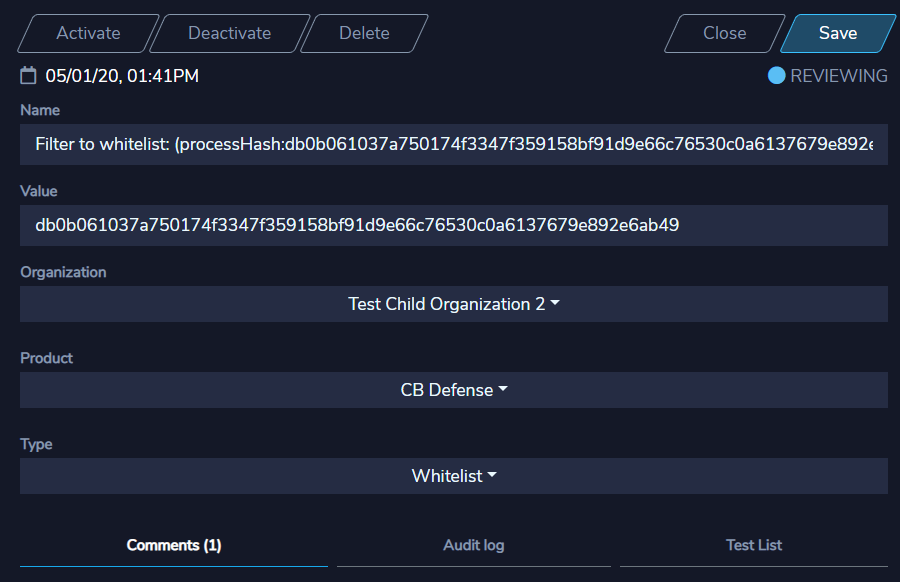 Activate Deactivate Delete Close Save
05/01/20, 01:41PM REVIEWING
Name
Filter to whitelist: (processHash:db0b061037a750174f3347f359158bf91d9e66c76530c0a6137679e892e
Value
db0b061037a750174f3347f359158bf91d9e66c76530c0a6137679e892e6ab49
Organization
Test Child Organization 2
Product
CB Defense
Type
Whitelist
Comments (1) Audit log Test List